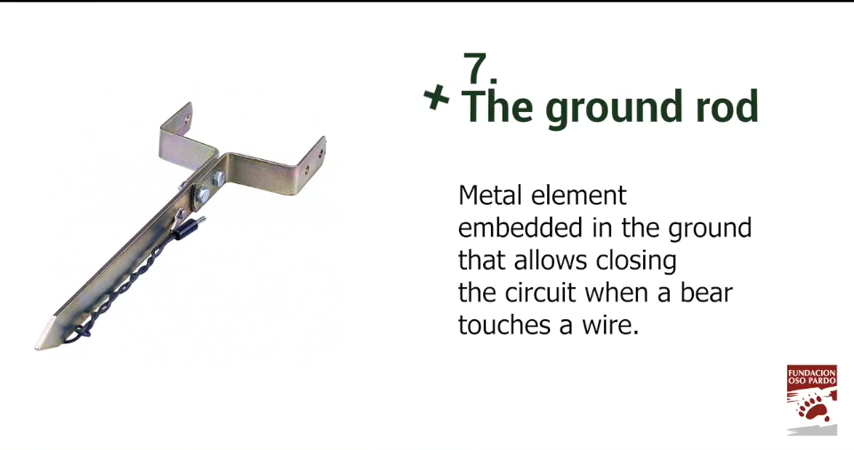 7.
+ The ground rod
Metal element
embedded in the ground
that allows closing
the circuit when a bear
touches a wire.
FUNDACION
OSO PARDO